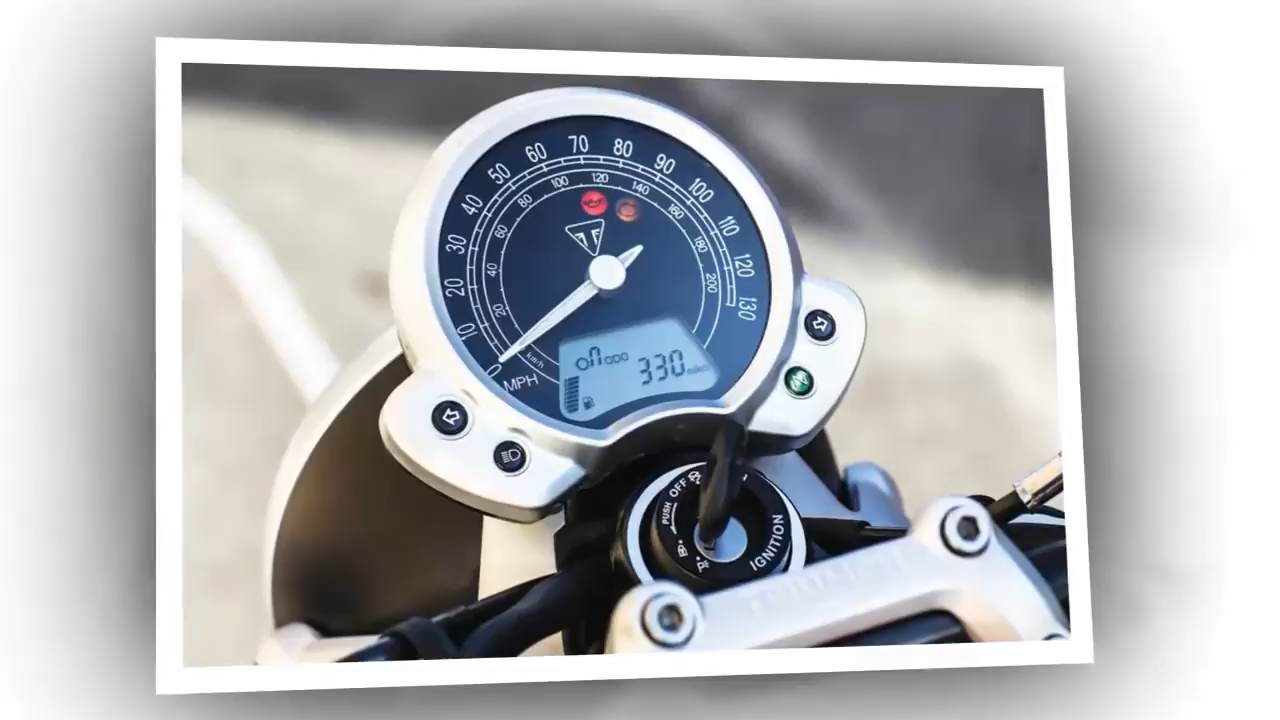 10 20 30 40 50 60 70 80 90 100 110 120 130
20 40 60 80 100 120 140 160 180 200
0
km/h
MPH
ODO
330 miles
PUSH OFF
IGNITION
P